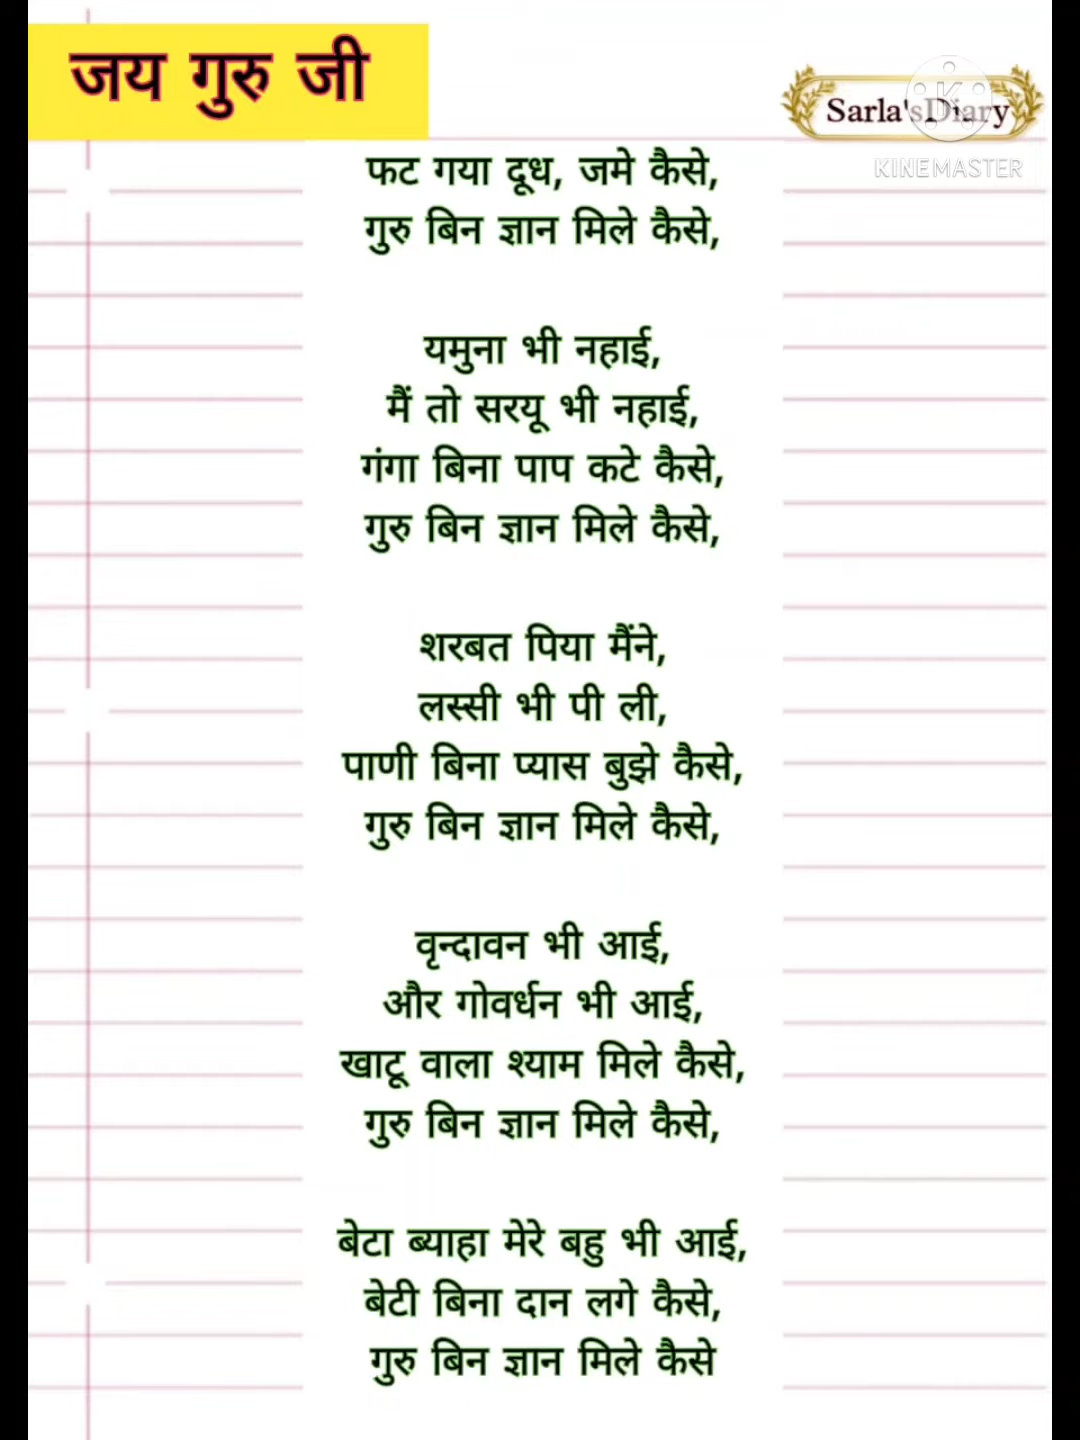 जय गुरु जी
Sarla'sDiary
K
KINEMASTER
फट गया दूध, जमे कैसे,
गुरु बिन ज्ञान मिले कैसे,
यमुना भी नहाई,
मैं तो सरयू भी नहाई,
गंगा बिना पाप कटे कैसे,
गुरु बिन ज्ञान मिले कैसे,
शरबत पिया मैंने,
लस्सी भी पी ली,
पाणी बिना प्यास बुझे कैसे,
गुरु बिन ज्ञान मिले कैसे,
वृन्दावन भी आई,
और गोवर्धन भी आई,
खाटू वाला श्याम मिले कैसे,
गुरु बिन ज्ञान मिले कैसे,
बेटा ब्याहा मेरे बहु भी आई,
बेटी बिना दान लगे कैसे,
गुरु बिन ज्ञान मिले कैसे